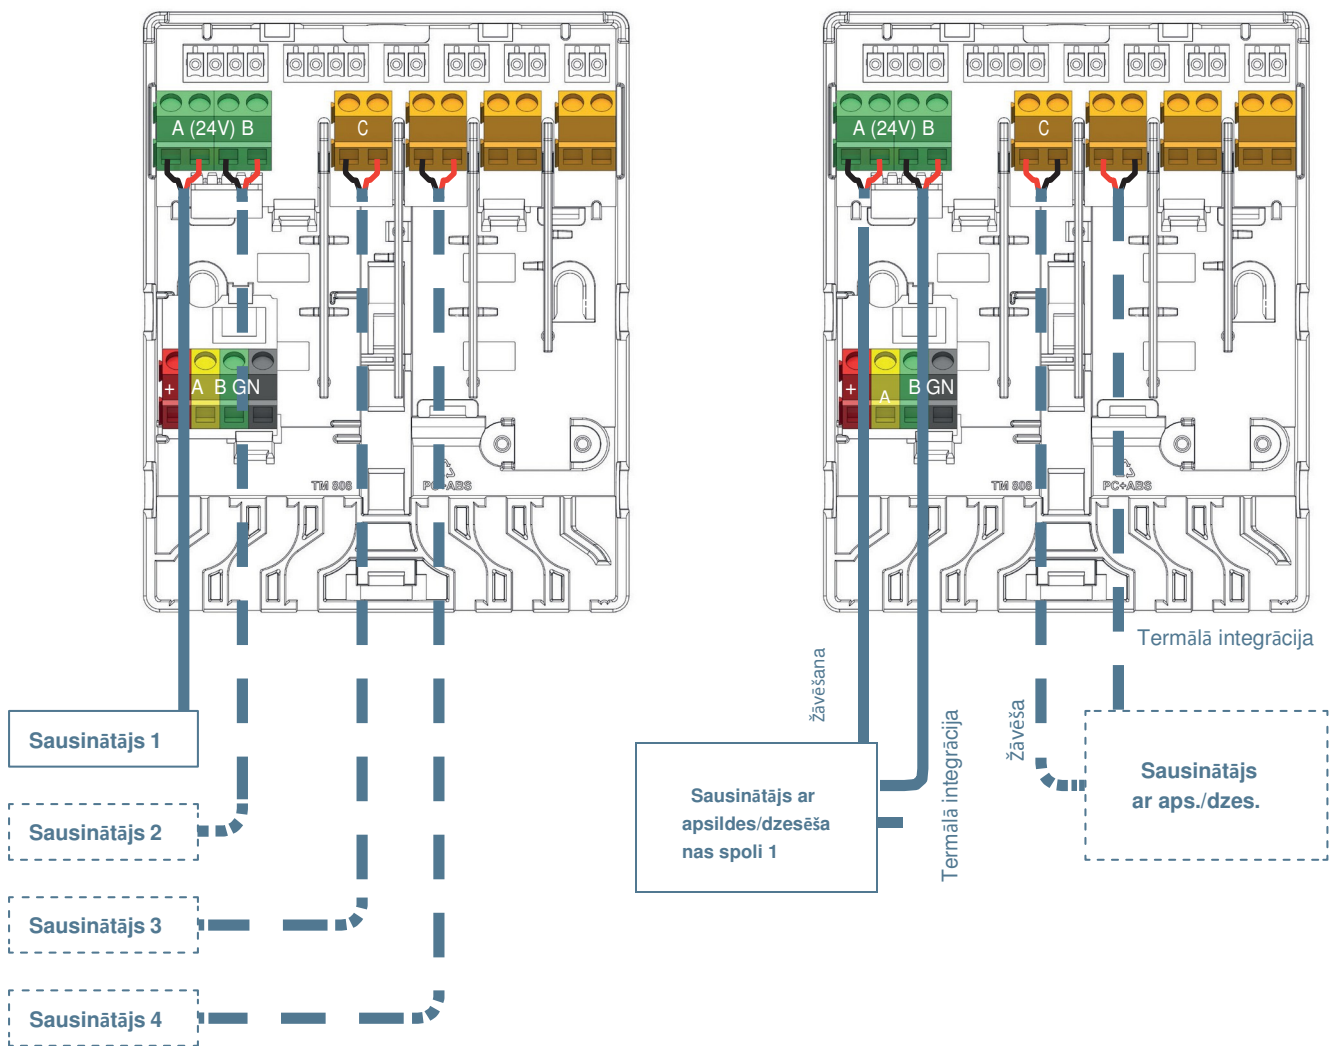 A (24V) B
C
+ A B GN
TM 808
PC+ABS
Sausinātājs 1
Sausinātājs 2
Sausinātājs 3
Sausinātājs 4
A (24V) B
C
+ A B GN
TM 808
PC+ABS
Termālā integrācija
Žāvēšana
Termālā integrācija
Žāvēša
Sausinātājs ar
apsildes/dzesēša
nas spoli 1
Sausinātājs
ar aps./dzes.